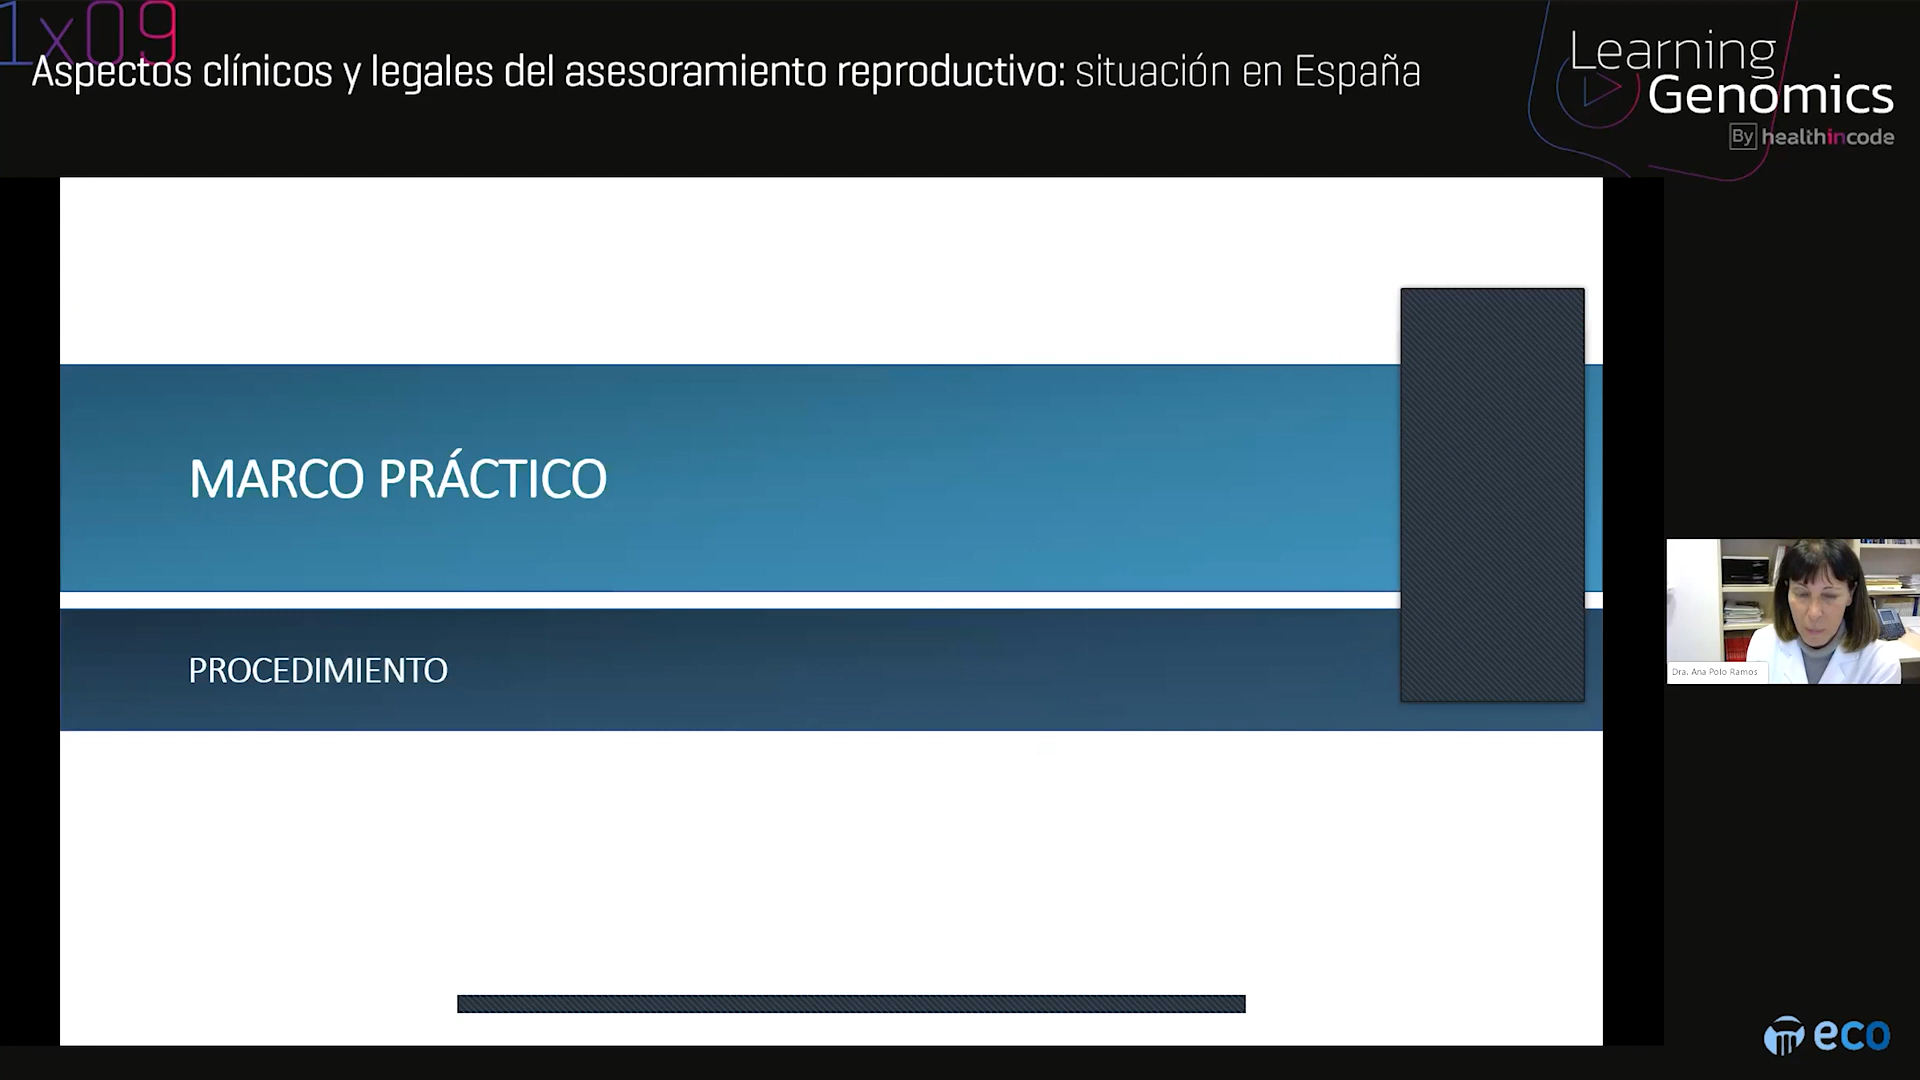 1x09
Aspectos clínicos y legales del asesoramiento reproductivo: situación en España
Learning
Genomics
By healthincode
MARCO PRÁCTICO
PROCEDIMIENTO
Dra. Ana Polo Ramos
eco